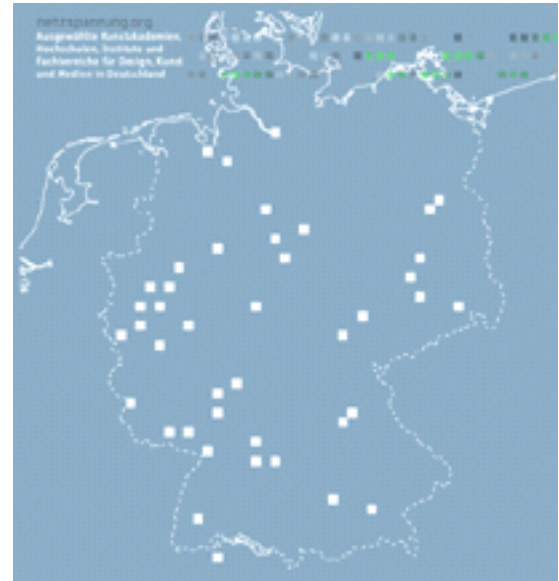 netzspannung.org
Ausgewählte Kunstakademien,
Hochschulen, Institute und
Fachbereiche für Design, Kunst
und Medien in Deutschland